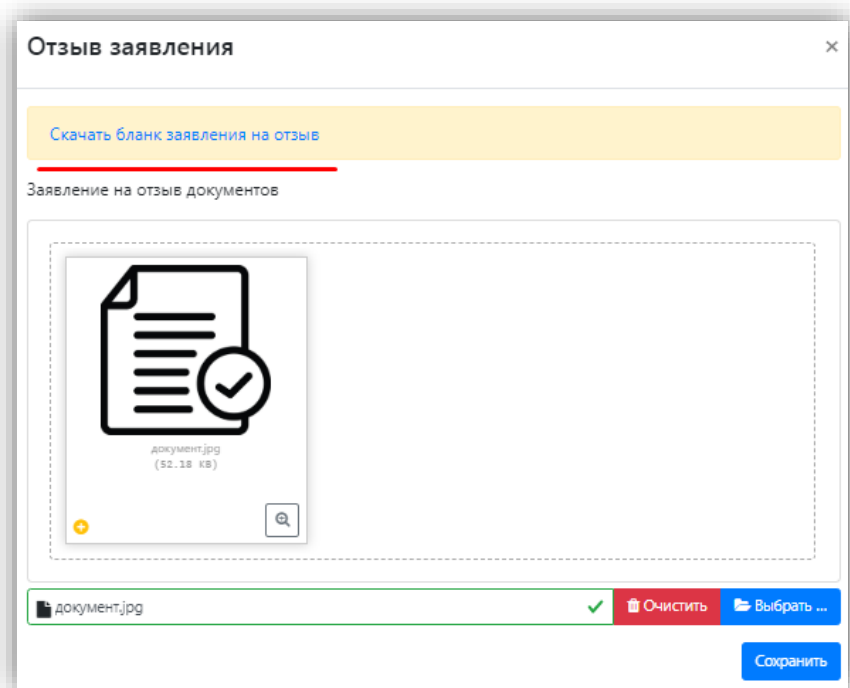 Отзыв заявления
×
Скачать бланк заявления на отзыв
Заявление на отзыв документов
документ.jpg
(52.18 KB)
документ.jpg
Очистить
Выбрать ...
Сохранить